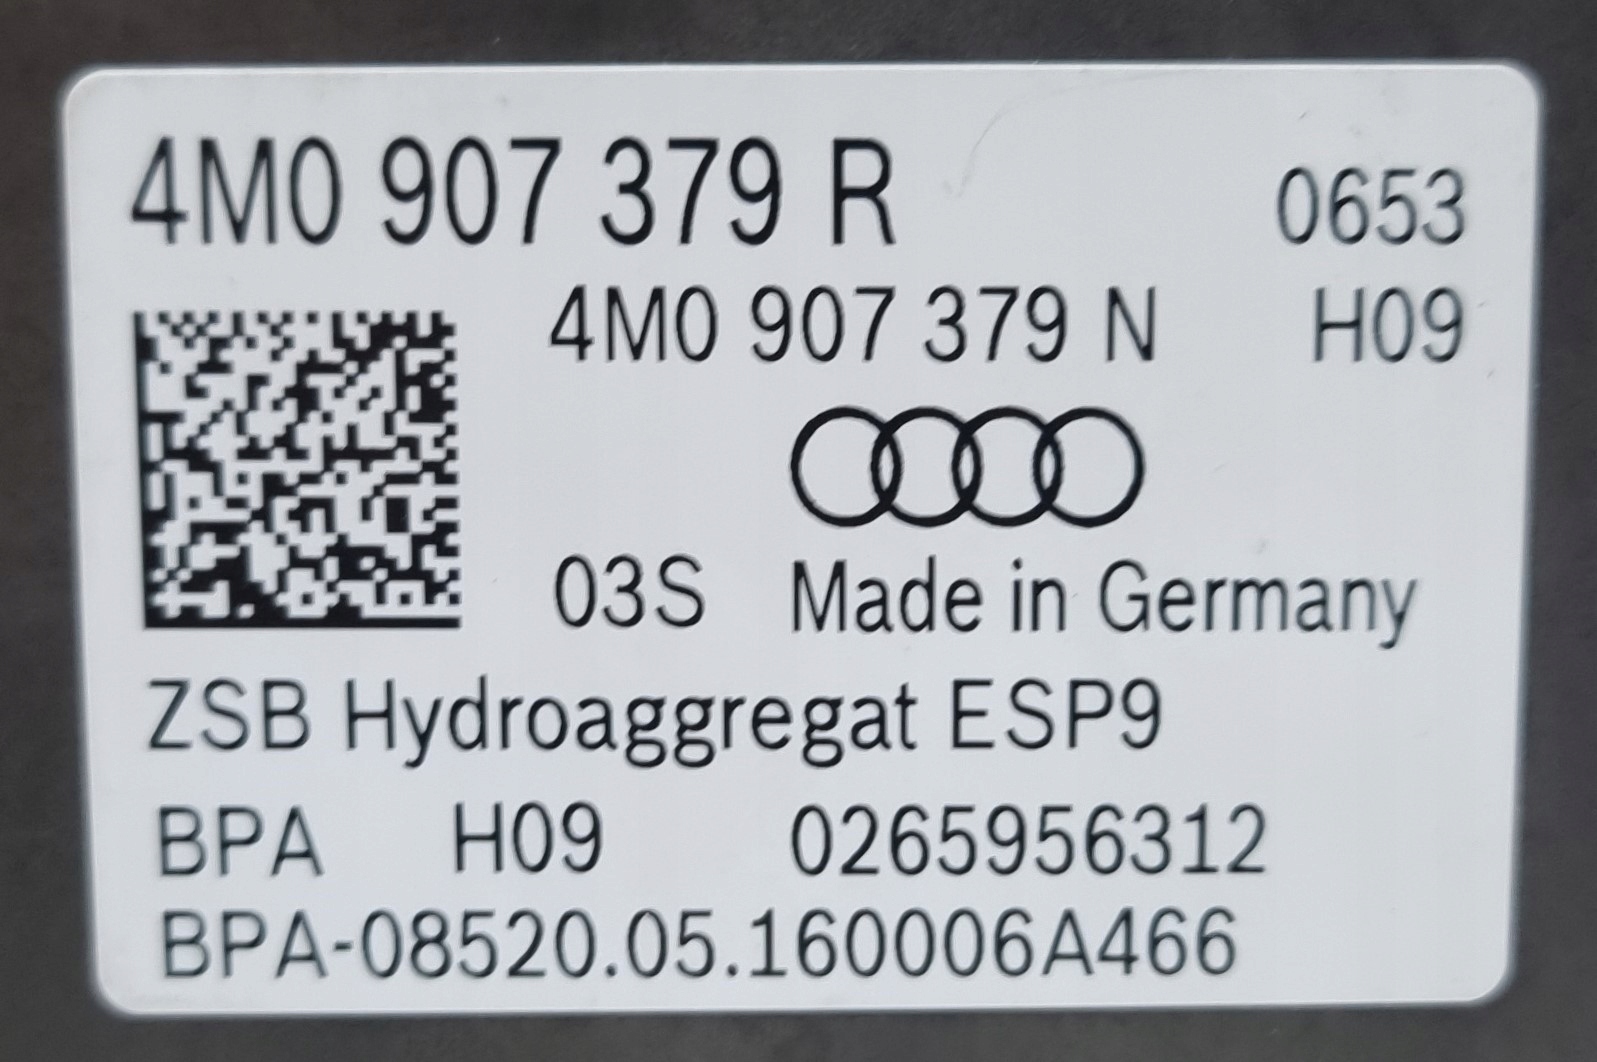 4M0 907 379 R 0653
4M0 907 379 N H09
03S Made in Germany
ZSB Hydroaggregat ESP9
BPA H09 0265956312
BPA-08520.05.160006A466